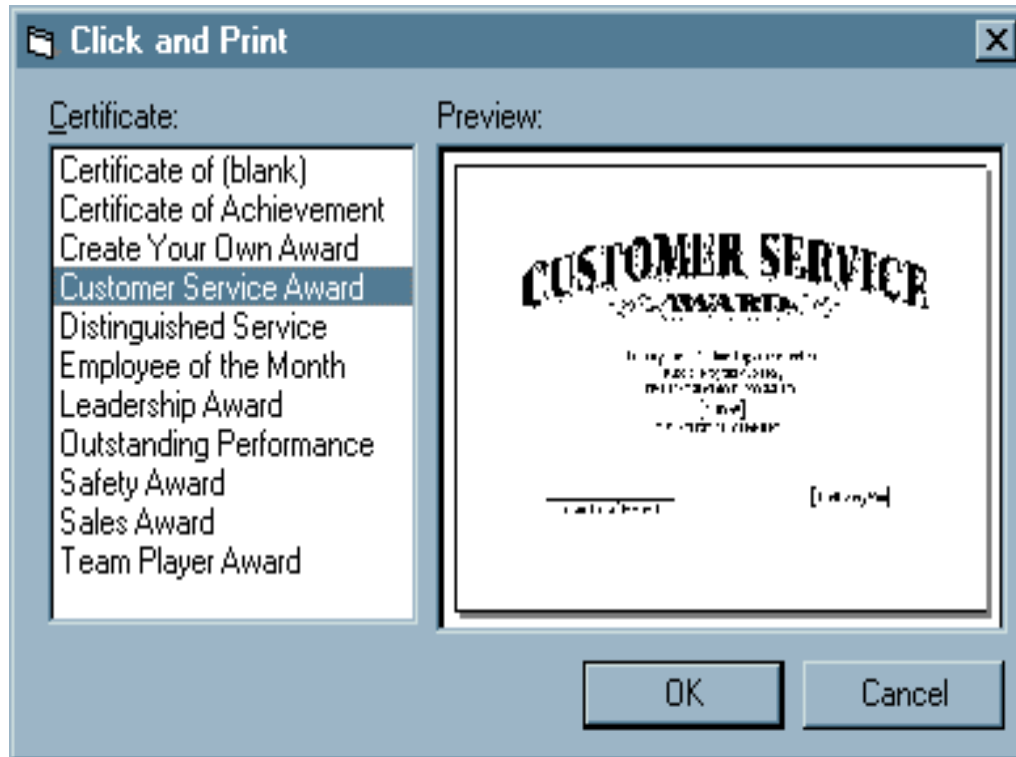 Click and Print
Certificate:
Certificate of (blank)
Certificate of Achievement
Create Your Own Award
Customer Service Award
Distinguished Service
Employee of the Month
Leadership Award
Outstanding Performance
Safety Award
Sales Award
Team Player Award
Preview:
CUSTOMER SERVICE
AWARD
OK
Cancel